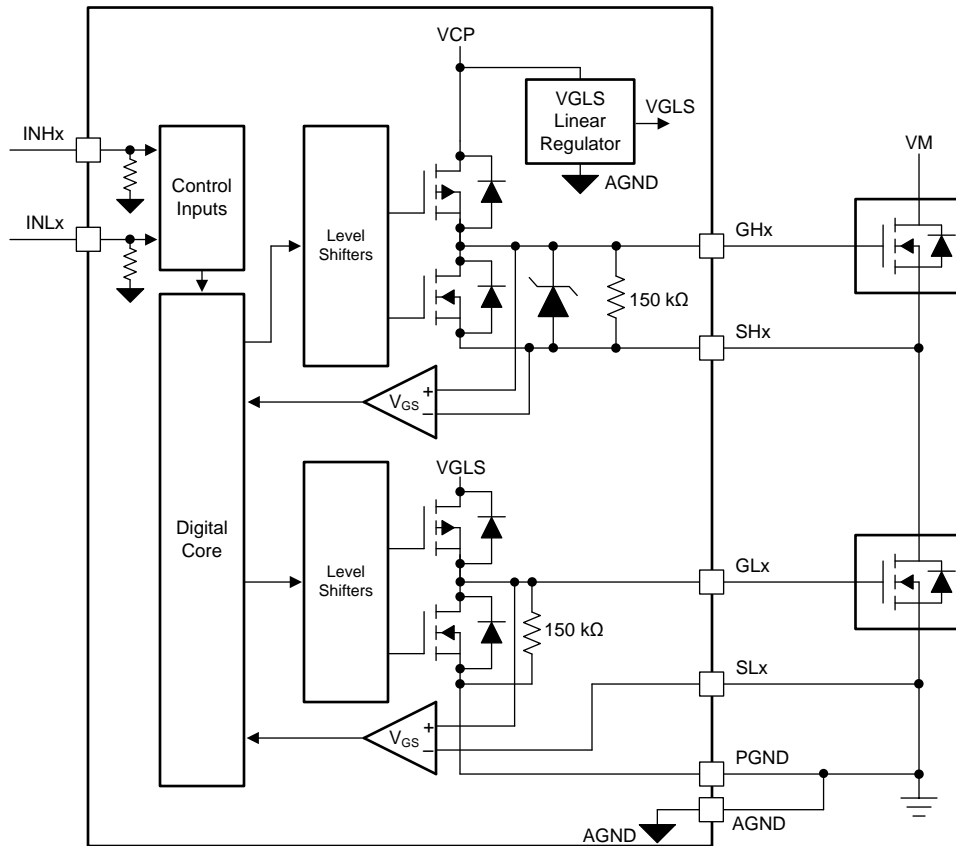 VCP
VGLS
Linear
Regulator
VGLS
AGND
VM
INHx
INLx
Control
Inputs
Level
Shifters
GHx
150 kΩ
SHx
VGS
+
−
Digital
Core
VGLS
Level
Shifters
GLx
150 kΩ
SLx
VGS
+
−
PGND
AGND
AGND